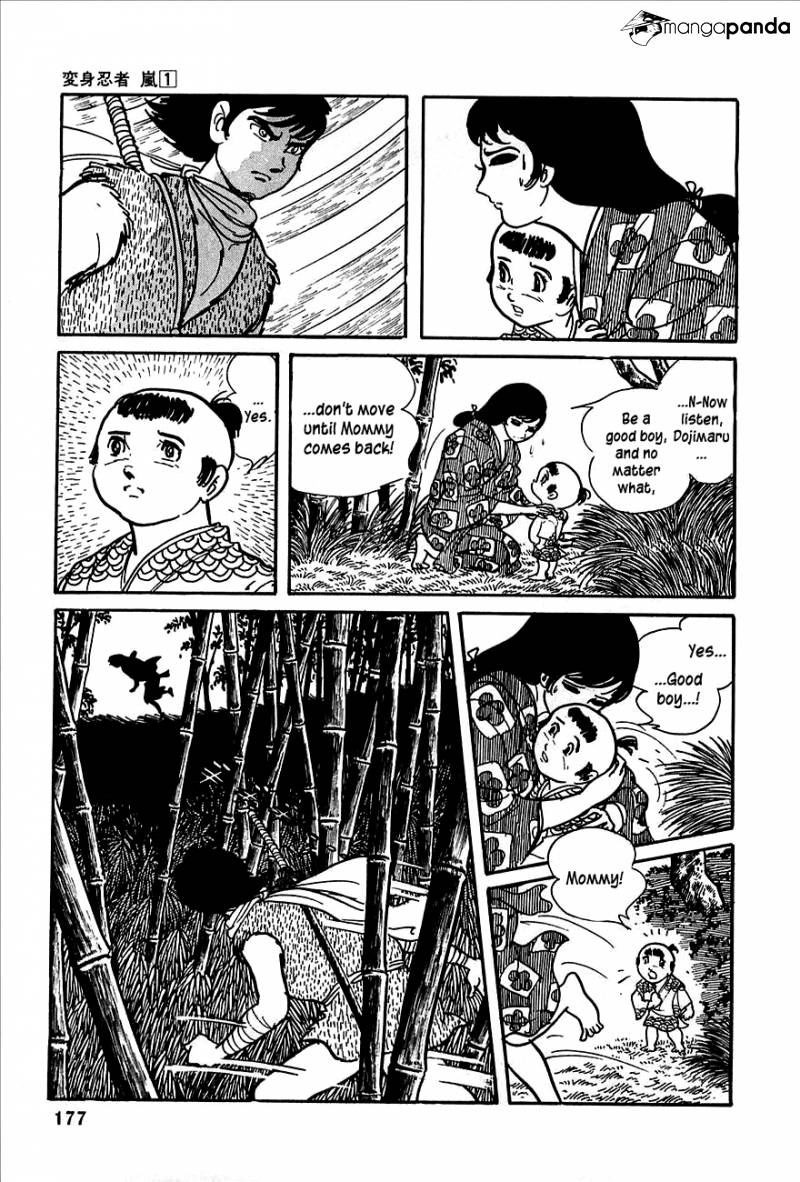 mangapanda
変身忍者 嵐1
...N-Now
listen,
Dojimaru
...
Be a
good boy,
and no
matter
what,
...don't move
until Mommy
comes back!
...
Yes.
Yes...
...Good
boy...!
Mommy!
177